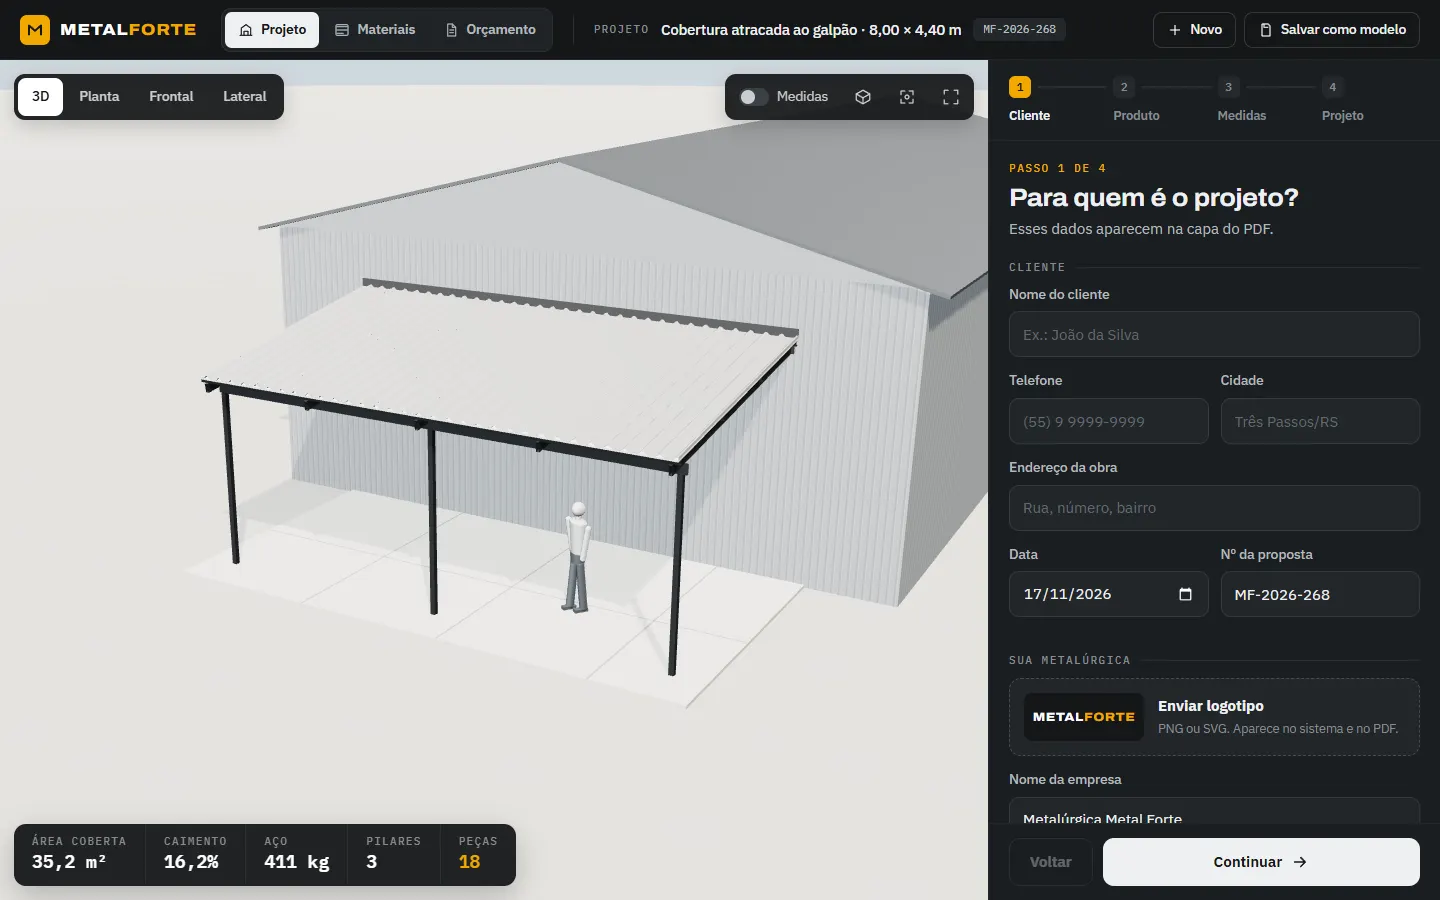 METALFORTE
Projeto
Materiais
Orçamento
PROJETO
Cobertura atracada ao galpão · 8,00 × 4,40 m
MF-2026-268
Novo
Salvar como modelo
3D
Planta
Frontal
Lateral
Medidas
1
2
3
4
Cliente
Produto
Medidas
Projeto
PASSO 1 DE 4
Para quem é o projeto?
Esses dados aparecem na capa do PDF.
CLIENTE
Nome do cliente
Ex.: João da Silva
Telefone
Cidade
(55) 9 9999-9999
Três Passos/RS
Endereço da obra
Rua, número, bairro
Data
Nº da proposta
17/11/2026
MF-2026-268
SUA METALÚRGICA
METALFORTE
Enviar logotipo
PNG ou SVG. Aparece no sistema e no PDF.
Nome da empresa
Metalúrgica Metal Forte
ÁREA COBERTA
35,2 m²
CAIMENTO
16,2%
AÇO
411 kg
PILARES
3
PEÇAS
18
Voltar
Continuar